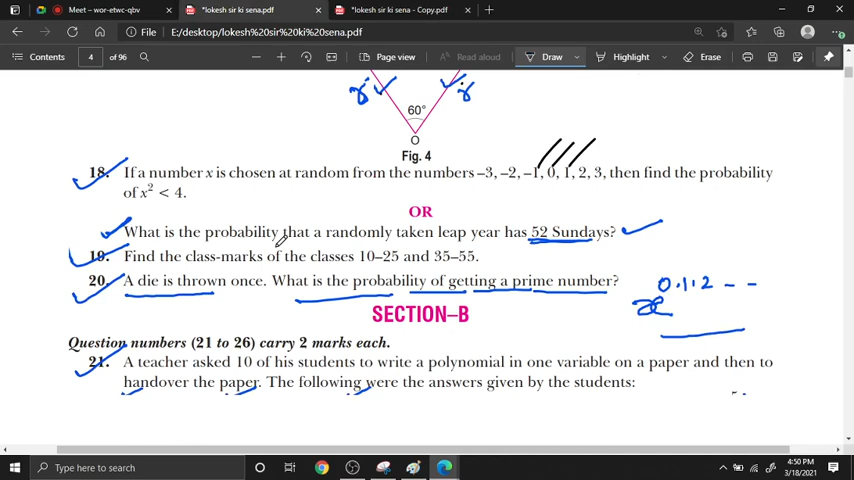 Meet – wor-etwc-qbv
*lokesh sir ki sena.pdf
*lokesh sir ki sena - Copy.pdf
File
E:/desktop/lokesh%20sir%20ki%20sena.pdf
Contents
4
of 96
Page view
Read aloud
Draw
Highlight
Erase
r
r
60°
O
Fig. 4
18. If a number x is chosen at random from the numbers –3, –2, –1, 0, 1, 2, 3, then find the probability
of x² < 4.
OR
What is the probability that a randomly taken leap year has 52 Sundays?
19. Find the class-marks of the classes 10–25 and 35–55.
20. A die is thrown once. What is the probability of getting a prime number?
0.1.2 - -
x
SECTION–B
Question numbers (21 to 26) carry 2 marks each.
21. A teacher asked 10 of his students to write a polynomial in one variable on a paper and then to
handover the paper. The following were the answers given by the students:
Type here to search
4:50 PM
3/18/2021